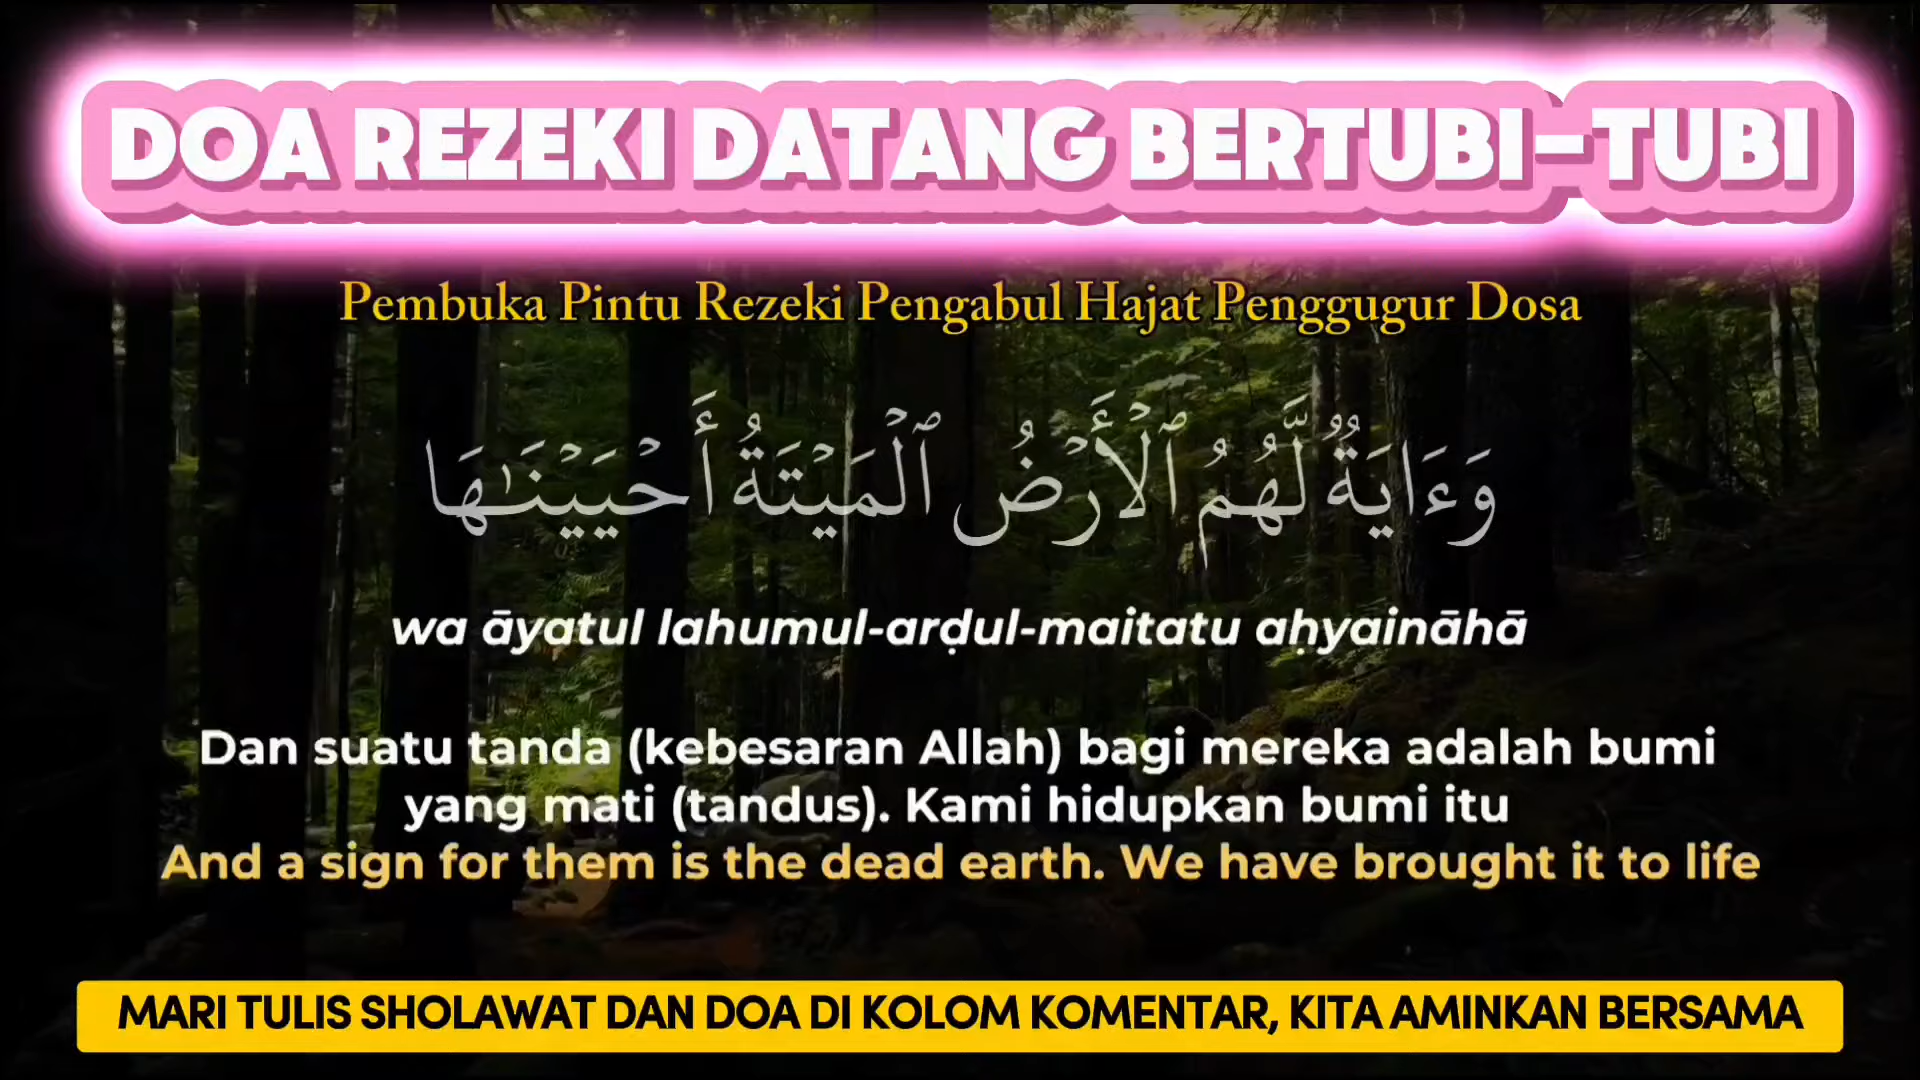 DOA REZEKI DATANG BERTUBI-TUBI
Pembuka Pintu Rezeki Pengabul Hajat Penggugur Dosa
وَءَايَةٌ لَّهُمُ ٱلْأَرْضُ ٱلْمَيْتَةُ أَحْيَيْنَـٰهَا
wa āyatul lahumul-arḍul-maitatu aḥyaināhā
Dan suatu tanda (kebesaran Allah) bagi mereka adalah bumi
yang mati (tandus). Kami hidupkan bumi itu
And a sign for them is the dead earth. We have brought it to life
MARI TULIS SHOLAWAT DAN DOA DI KOLOM KOMENTAR, KITA AMINKAN BERSAMA